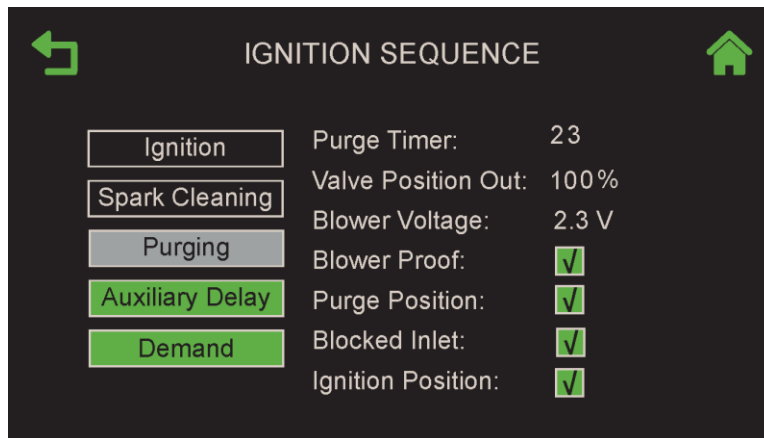 IGNITION SEQUENCE
Ignition
Spark Cleaning
Purging
Auxiliary Delay
Demand
Purge Timer: 23
Valve Position Out: 100%
Blower Voltage: 2.3 V
Blower Proof: √
Purge Position: √
Blocked Inlet: √
Ignition Position: √